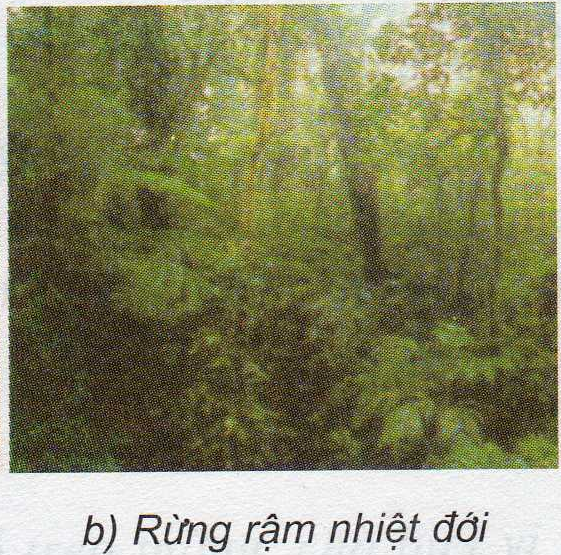 b) Rừng rậm nhiệt đới